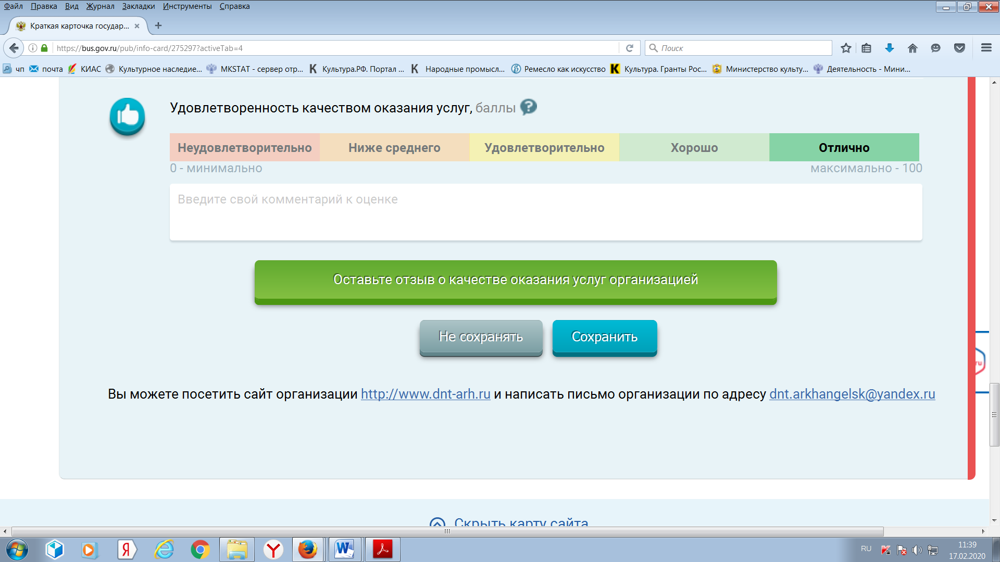 Файл Правка Вид Журнал Закладки Инструменты Справка
Краткая карточка государ...
https://bus.gov.ru/pub/info-card/275297?activeTab=4
Поиск
чп почта КИАС Культурное наследие... MKSTAT - сервер отр... Культура.РФ. Портал ... Народные промысл... Ремесло как искусство Культура. Гранты Рос... Министерство культу... Деятельность - Мини...
Удовлетворенность качеством оказания услуг, баллы ?
Неудовлетворительно Ниже среднего Удовлетворительно Хорошо Отлично
0 - минимально максимально - 100
Введите свой комментарий к оценке
Оставьте отзыв о качестве оказания услуг организацией
Не сохранять Сохранить
ru
Вы можете посетить сайт организации http://www.dnt-arh.ru и написать письмо организации по адресу dnt.arkhangelsk@yandex.ru
Скрыть карту сайта
RU
11:39
17.02.2020